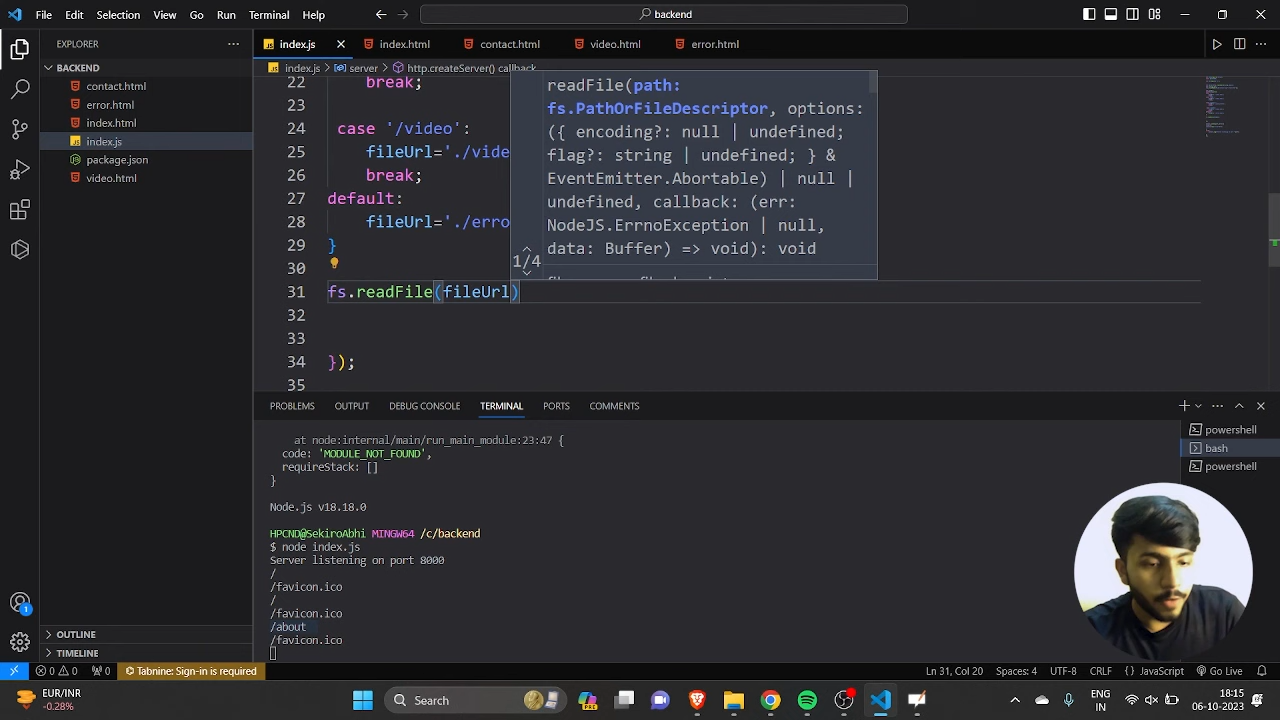 File Edit Selection View Go Run Terminal Help
backend
EXPLORER
index.js
index.html
contact.html
video.html
error.html
BACKEND
contact.html
error.html
index.html
index.js
package.json
video.html
index.js > server > http.createServer() callback
22 break;
23
24 case '/video':
25 fileUrl='./vide
26 break;
27 default:
28 fileUrl='./erro
29 }
30
31 fs.readFile(fileUrl)
32
33
34 });
35
readFile(path:
fs.PathOrFileDescriptor, options:
({ encoding?: null | undefined;
flag?: string | undefined; } &
EventEmitter.Abortable) | null |
undefined, callback: (err:
NodeJS.ErrnoException | null,
data: Buffer) => void): void
1/4
PROBLEMS OUTPUT DEBUG CONSOLE TERMINAL PORTS COMMENTS
at node:internal/main/run_main_module:23:47 {
code: 'MODULE_NOT_FOUND',
requireStack: []
}
Node.js v18.18.0
HPCND@SekiroAbhi MINGW64 /c/backend
$ node index.js
Server listening on port 8000
/
/favicon.ico
/
/favicon.ico
/about
/favicon.ico
powershell
bash
powershell
OUTLINE
TIMELINE
1
0 0 0 Tabnine: Sign-in is required
Ln 31, Col 20 Spaces: 4 UTF-8 CRLF {} JavaScript Go Live
EUR/INR
-0.28%
Search
ENG
IN
18:15
06-10-2023